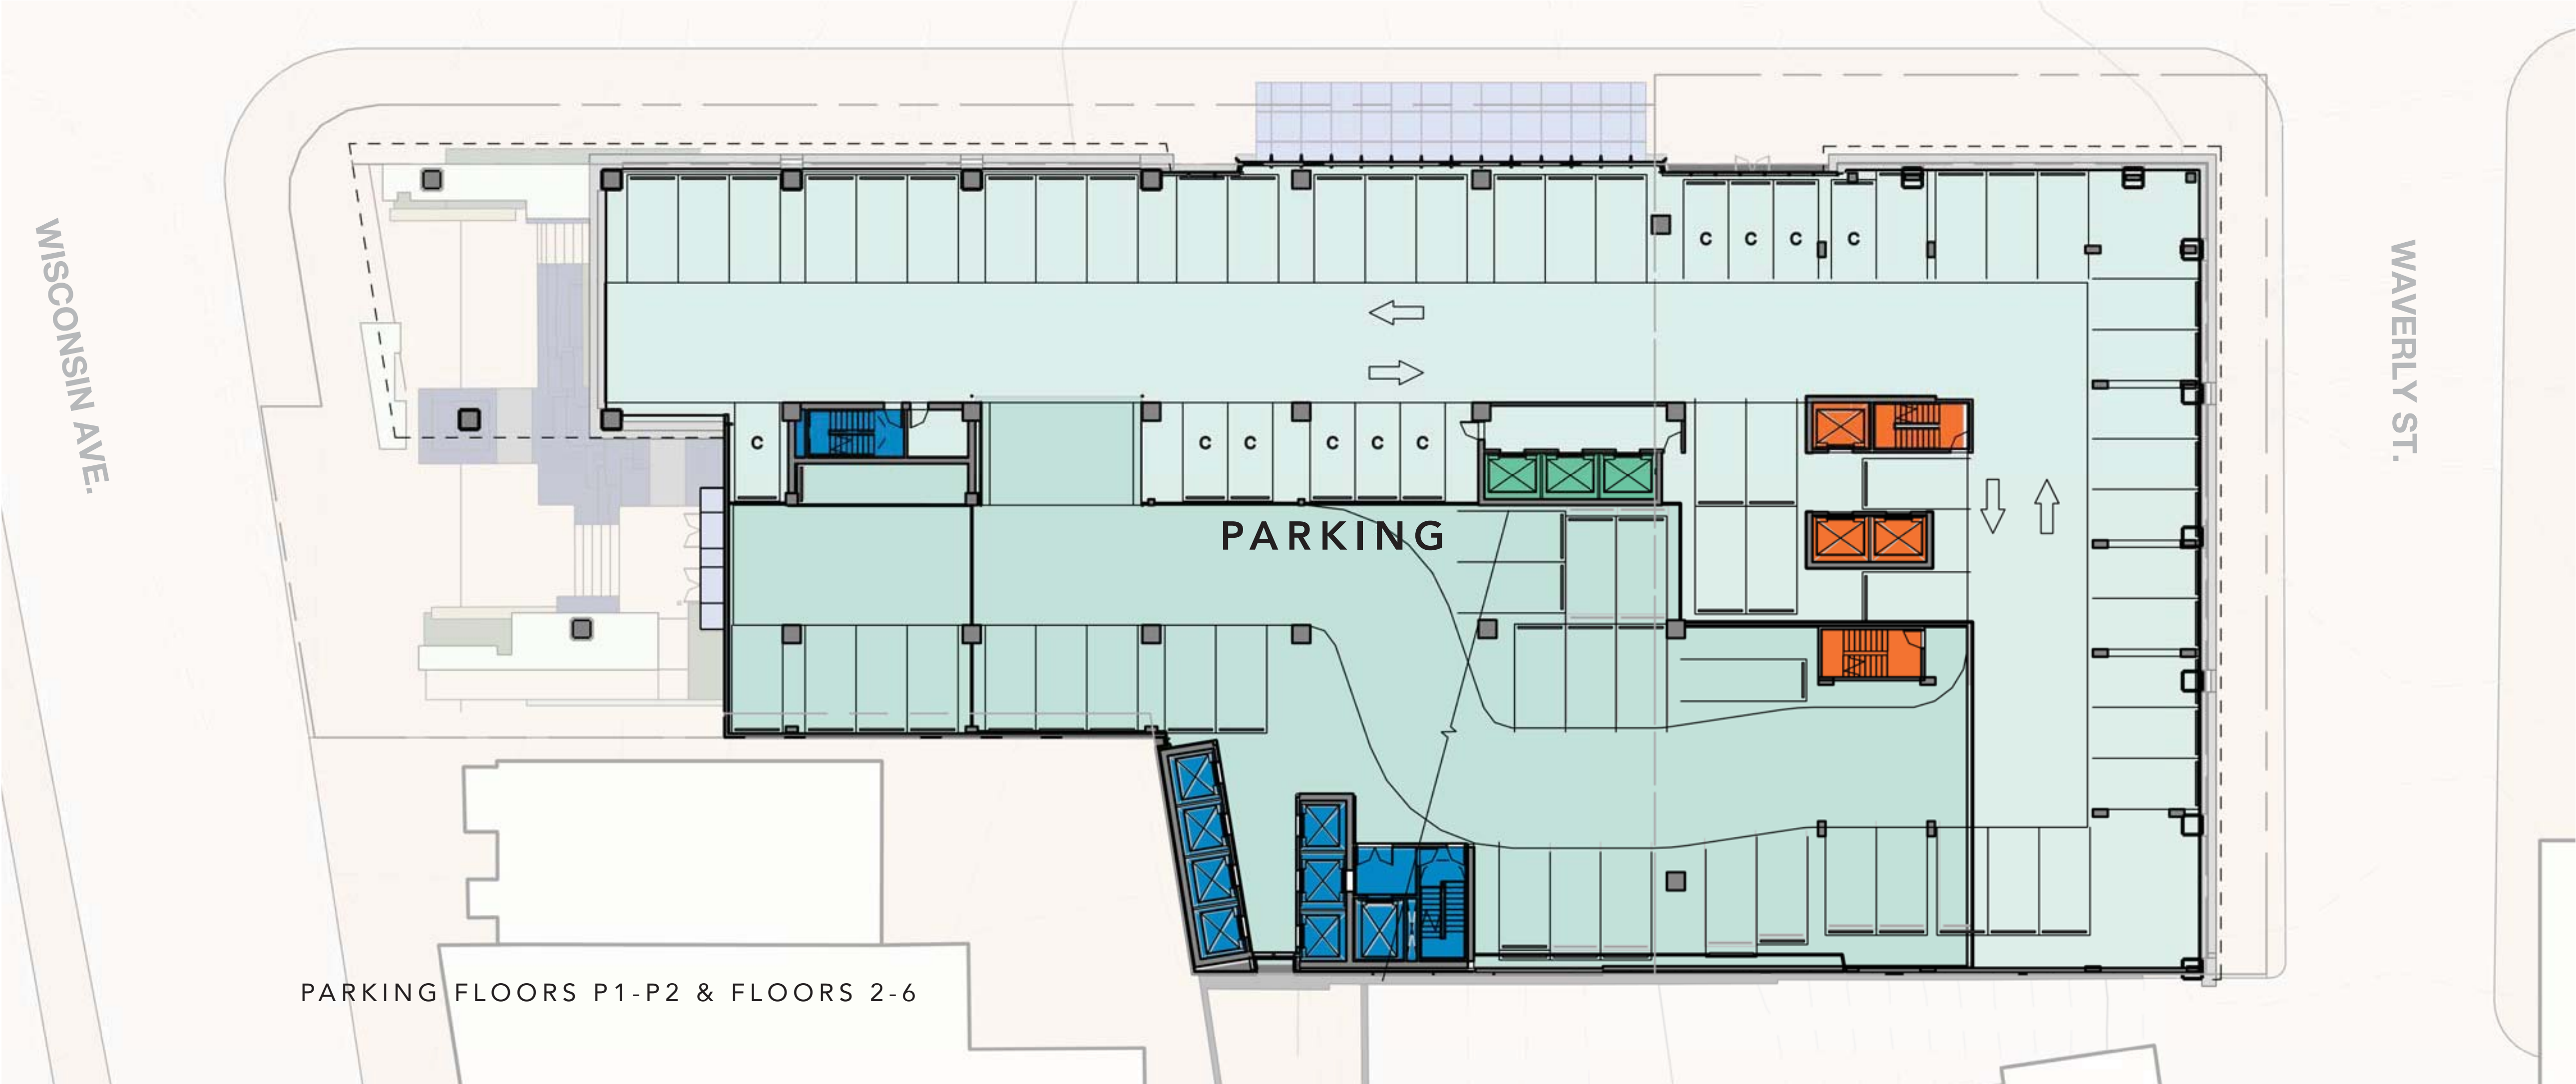 C C C C
WISCONSIN AVE.
WAVERLY ST.
C C C C C C
PARKING
PARKING FLOORS P1-P2 & FLOORS 2-6